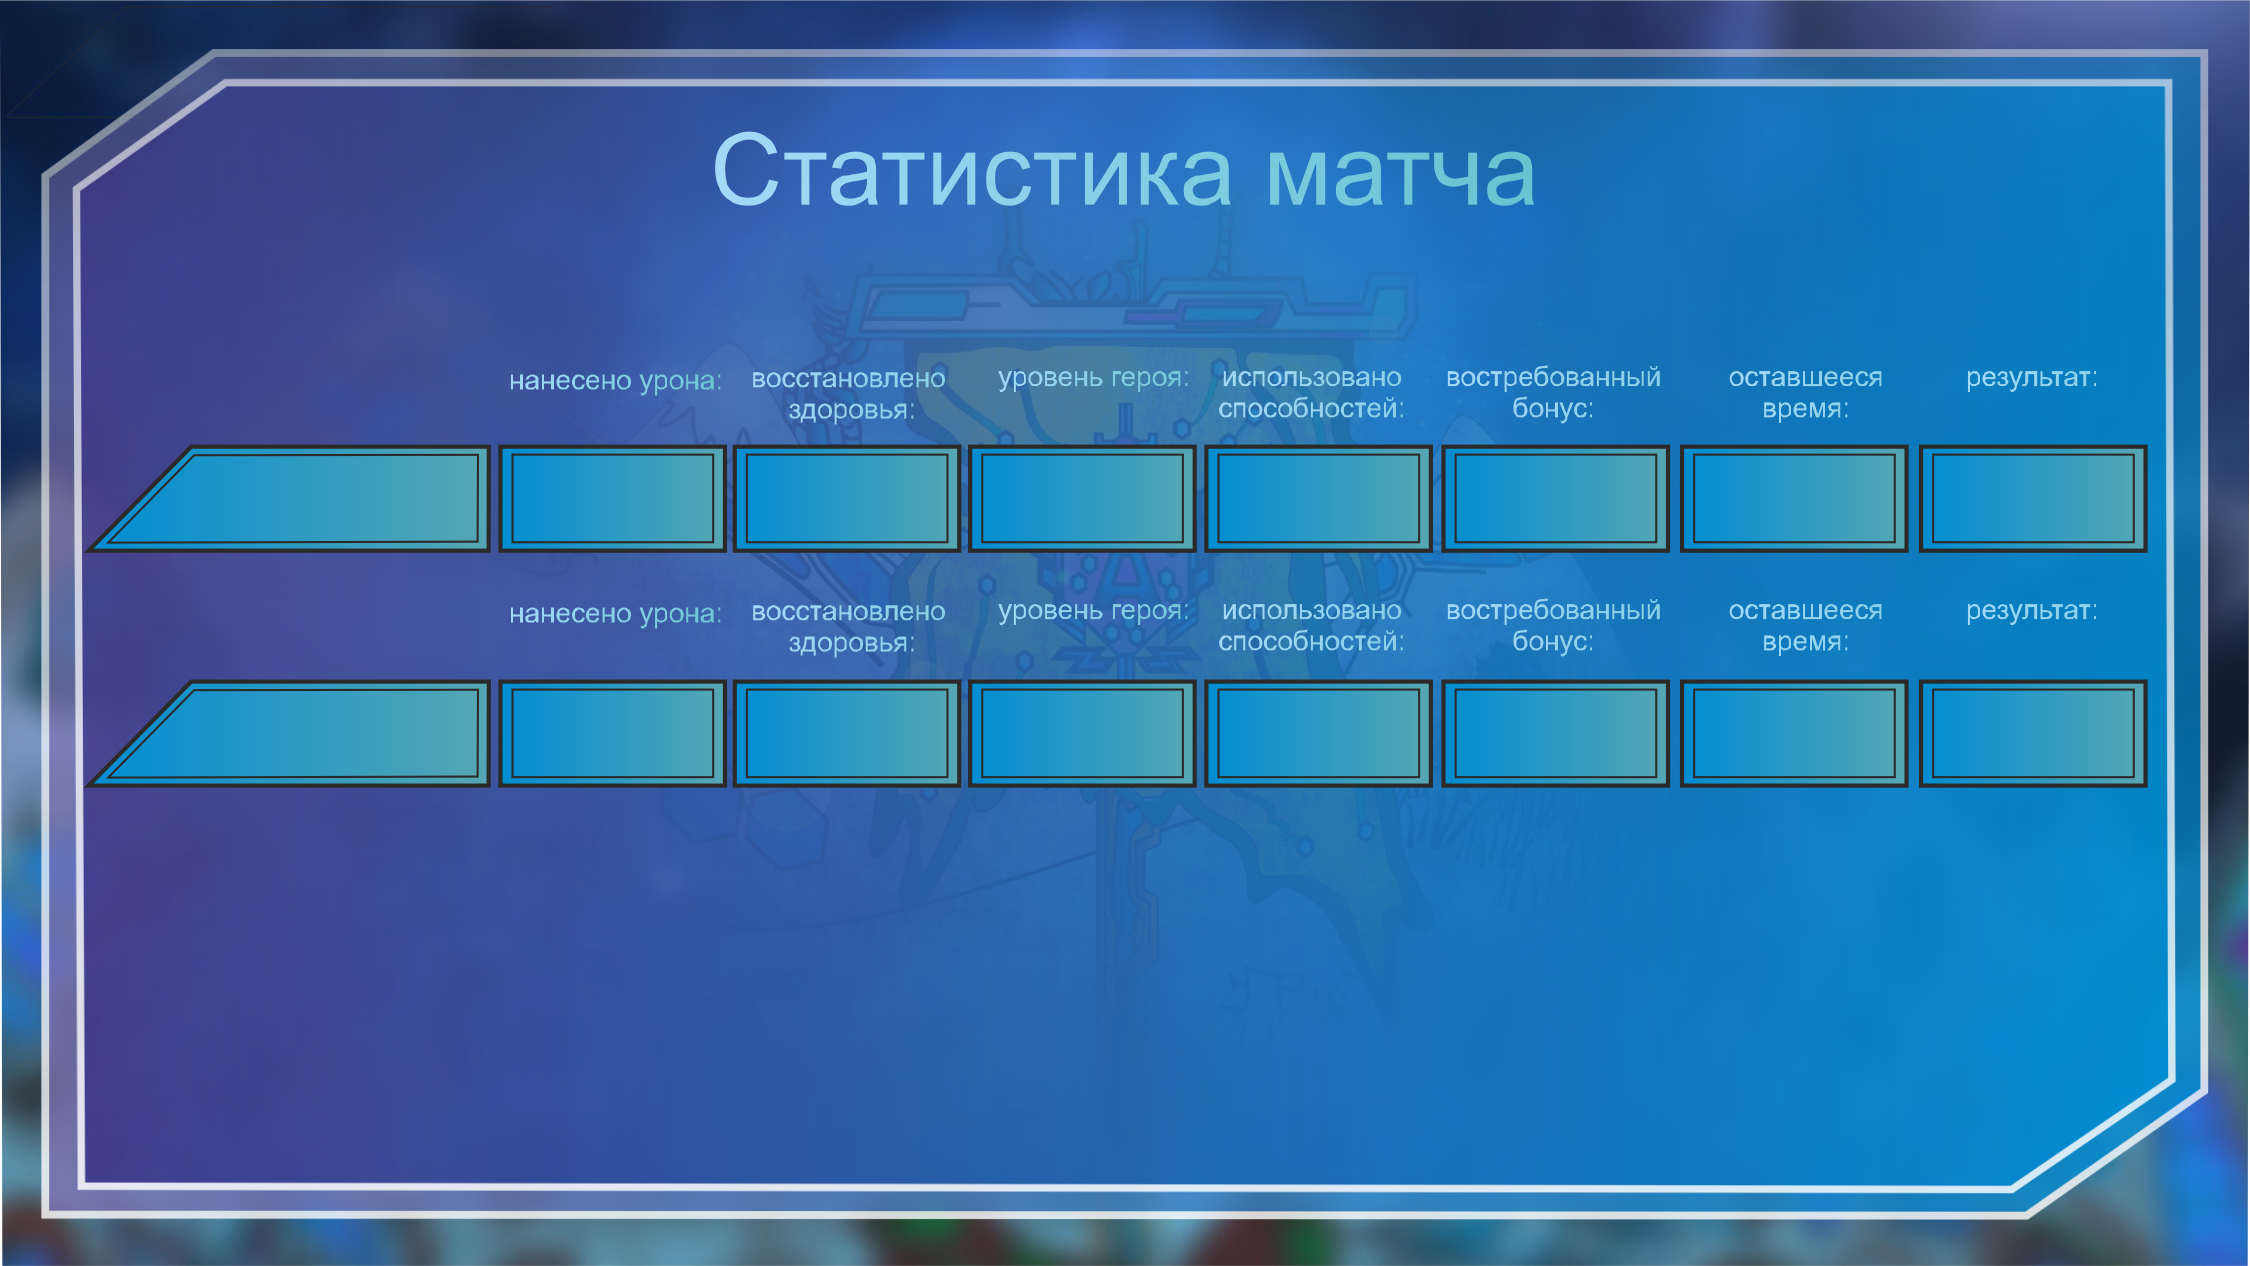 Статистика матча
нанесено урона:
восстановлено
здоровья:
уровень героя:
использовано
способностей:
востребованный
бонус:
оставшееся
время:
результат:
нанесено урона:
восстановлено
здоровья:
уровень героя:
использовано
способностей:
востребованный
бонус:
оставшееся
время:
результат: